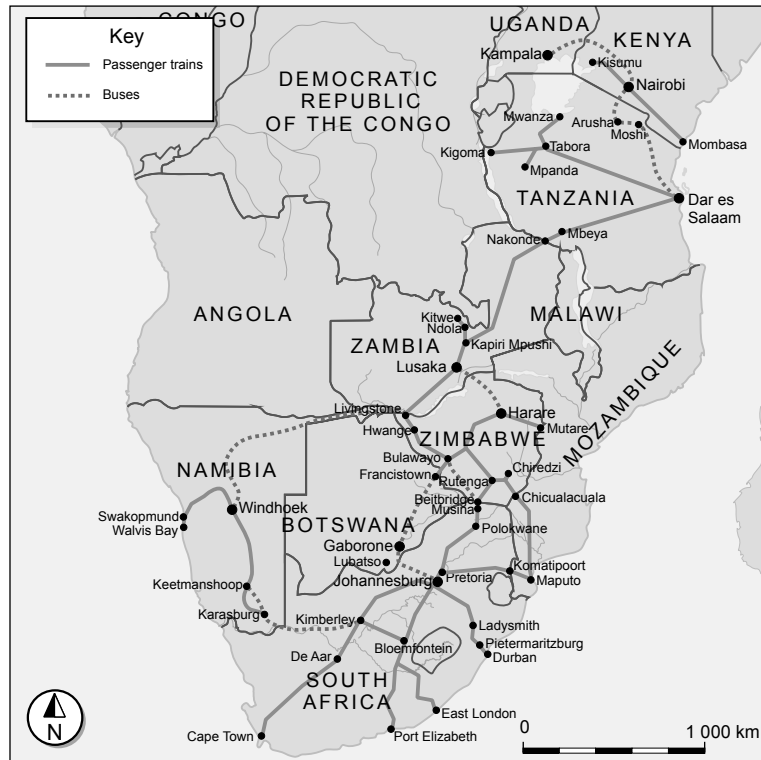 CONGO
UGANDA
KENYA
Key
Passenger trains
Buses
Kampala
Kisumu
Nairobi
DEMOCRATIC
REPUBLIC
OF THE CONGO
Mwanza
Arusha
Moshi
Mombasa
Kigoma
Tabora
Mpanda
TANZANIA
Dar es
Salaam
Mbeya
Nakonde
ANGOLA
MALAWI
Kitwe
Ndola
Kapiri Mpushi
ZAMBIA
Lusaka
MOZAMBIQUE
Livingstone
Harare
Hwange
Mutare
ZIMBABWE
Bulawayo
Francistown
Rutenga
Chiredzi
NAMIBIA
Beitbridge
Chicualacuala
Musina
Swakopmund
Windhoek
Walvis Bay
BOTSWANA
Polokwane
Gaborone
Lubatso
Johannesburg
Pretoria
Komatipoort
Maputo
Keetmanshoop
Karasburg
Kimberley
Ladysmith
Bloemfontein
Pietermaritzburg
Durban
De Aar
SOUTH
AFRICA
East London
Cape Town
Port Elizabeth
N
0
1 000 km